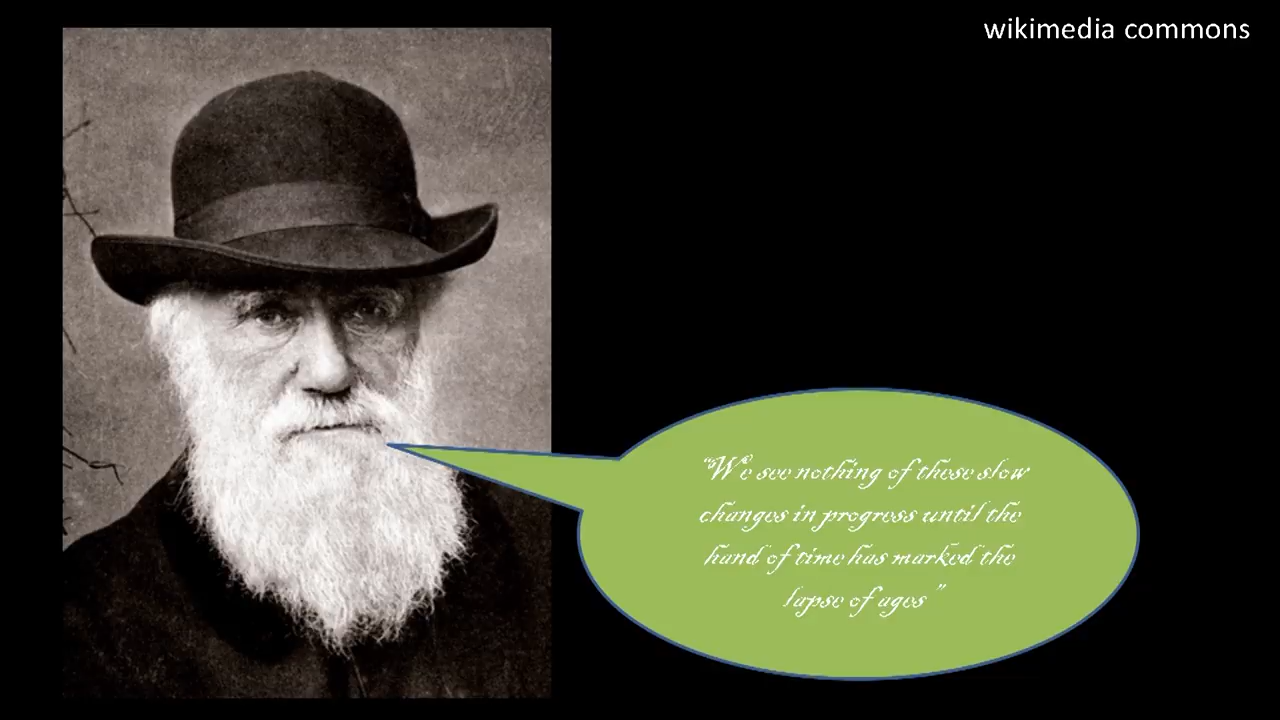 wikimedia commons
"We see nothing of these slow
changes in progress until the
hand of time has marked the
lapse of ages"